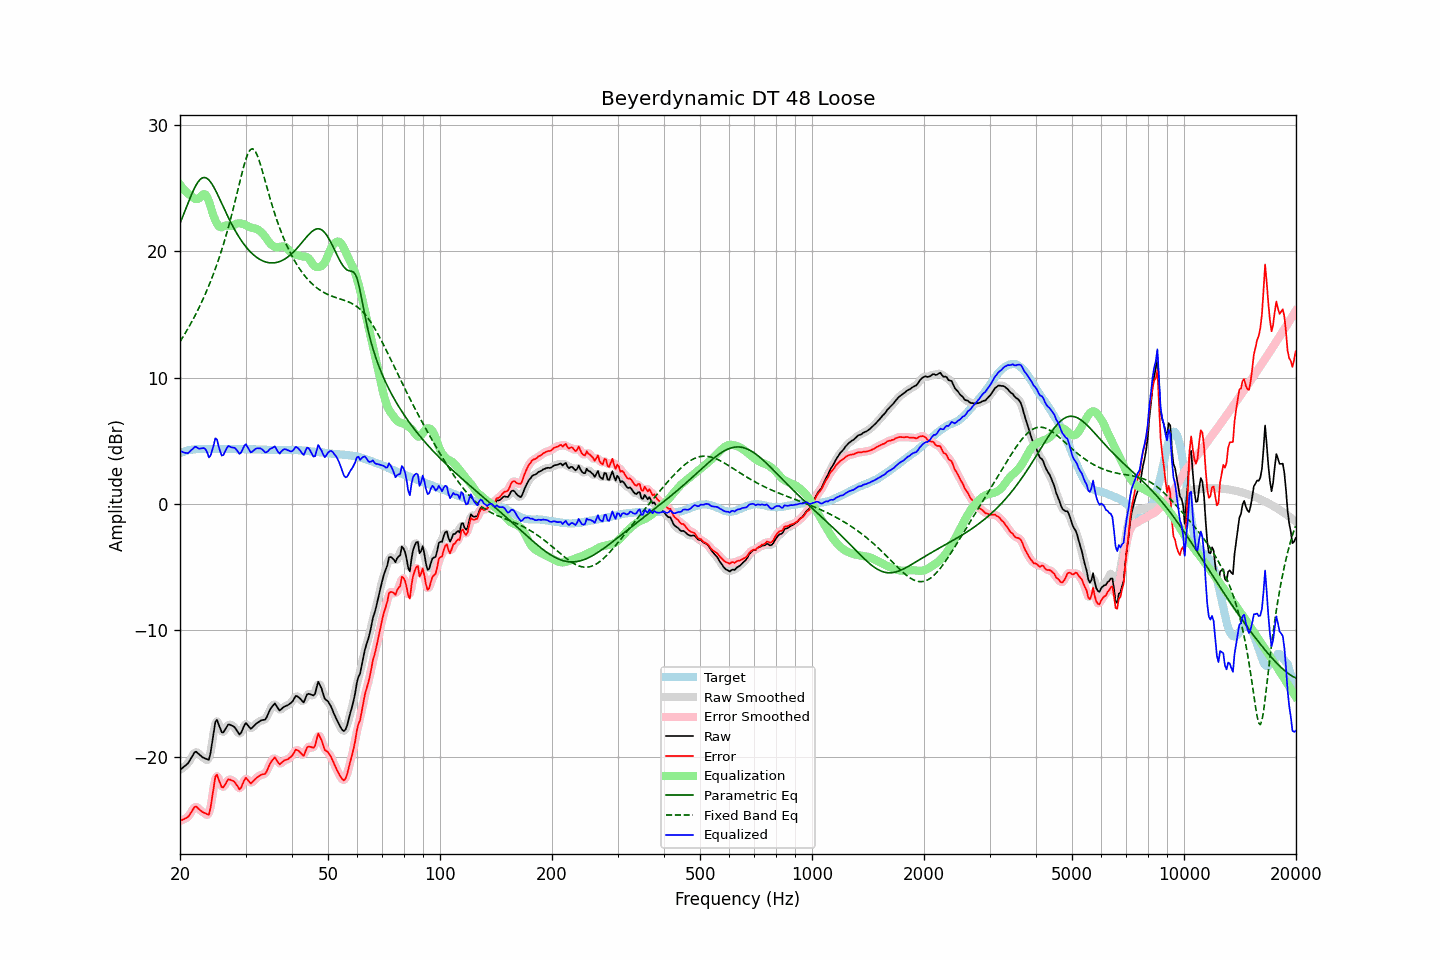 Beyerdynamic DT 48 Loose
Amplitude (dBr)
30
20
10
0
−10
−20
Target
Raw Smoothed
Error Smoothed
Raw
Error
Equalization
Parametric Eq
Fixed Band Eq
Equalized
20 50 100 200 500 1000 2000 5000 10000 20000
Frequency (Hz)